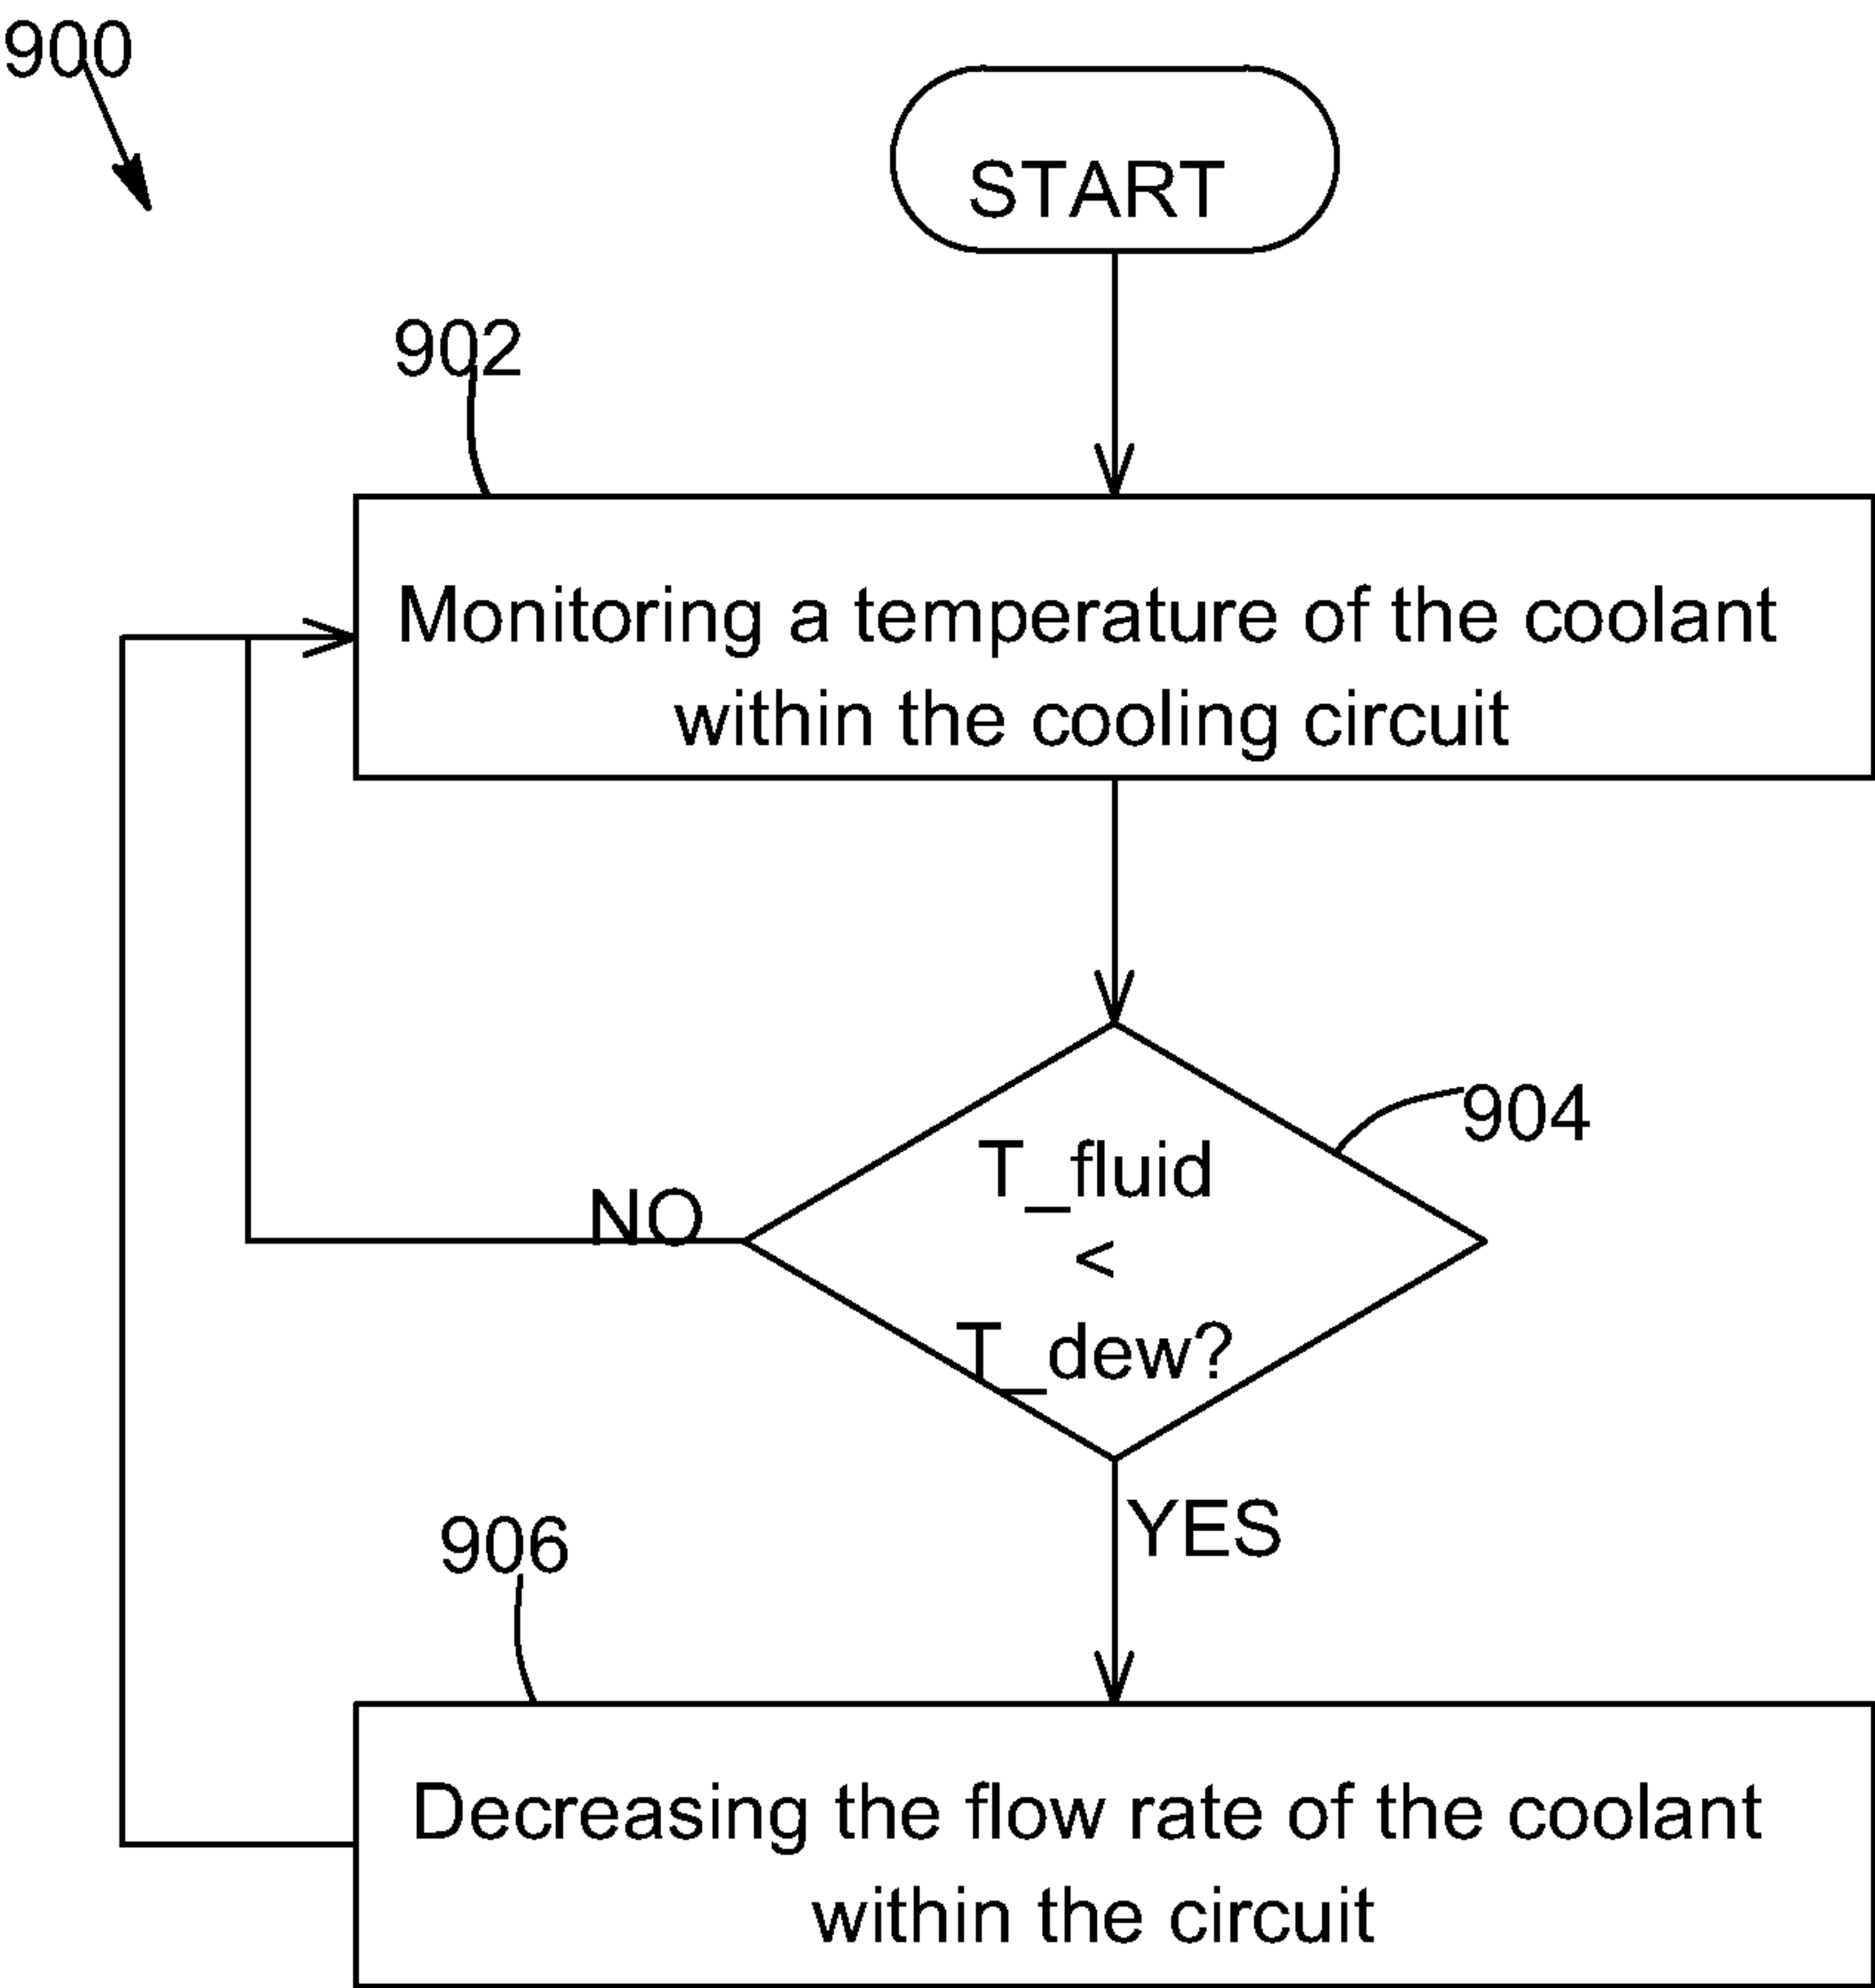 900
START
902
Monitoring a temperature of the coolant
within the cooling circuit
904
T_fluid
<
T_dew?
NO
YES
906
Decreasing the flow rate of the coolant
within the circuit